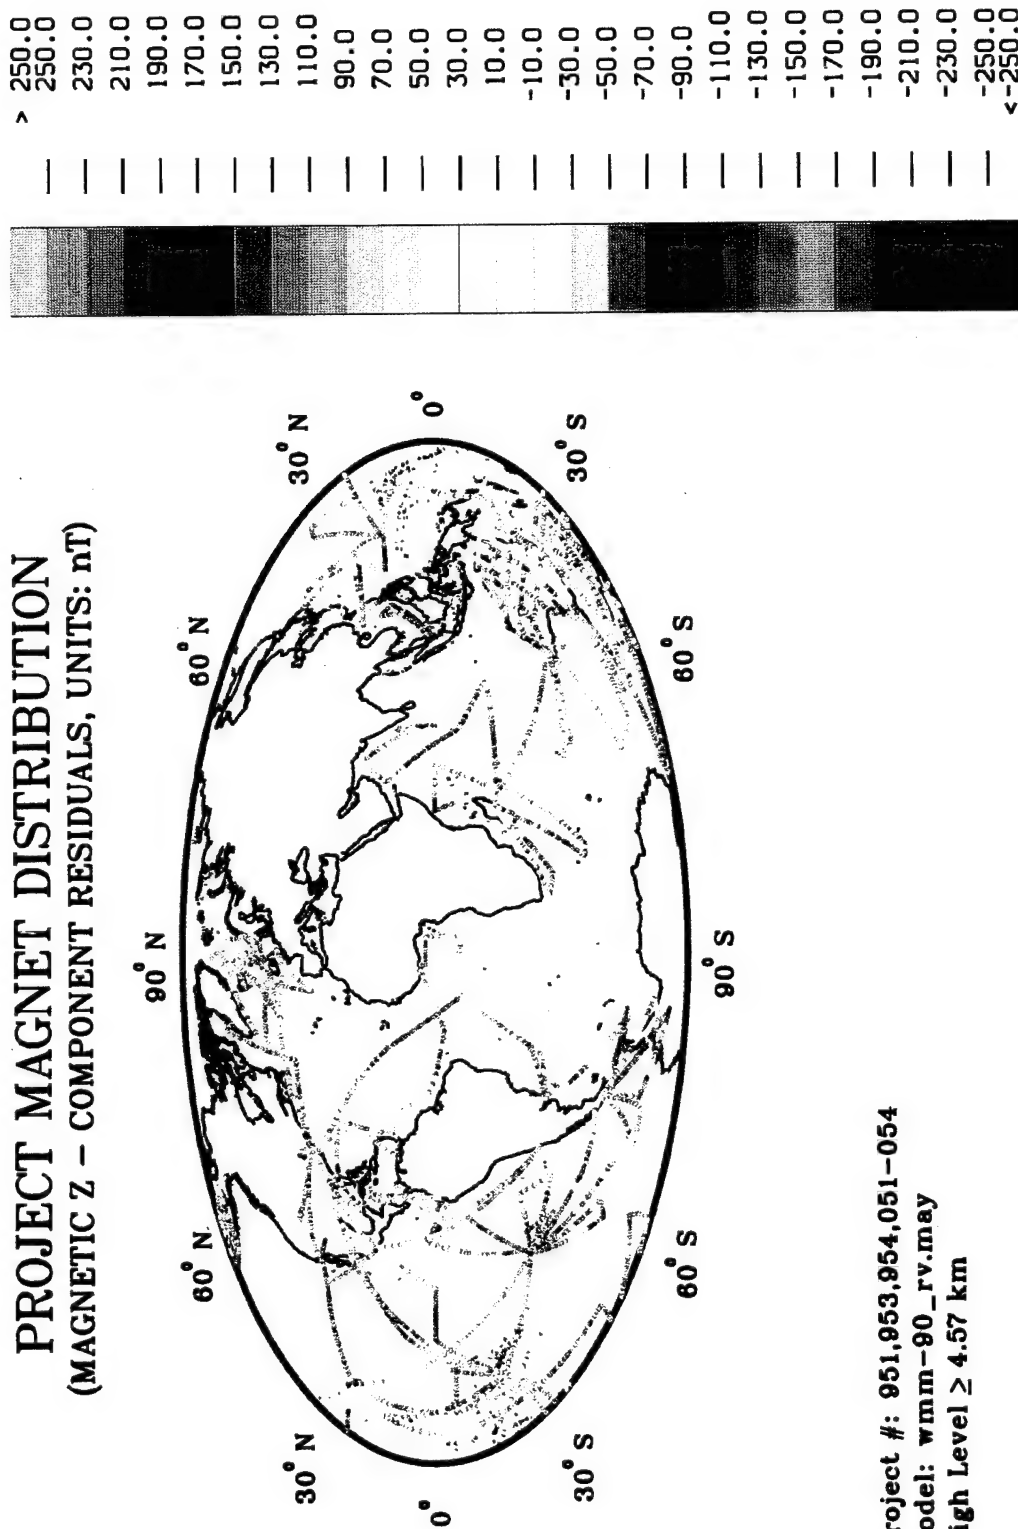 PROJECT MAGNET DISTRIBUTION
(MAGNETIC Z – COMPONENT RESIDUALS, UNITS: nT)
90° N
60° N
60° N
30° N
30° N
0°
0°
30° S
30° S
60° S
60° S
90° S
roject #: 951,953,954,051-054
odel: wmm-90_rv.may
igh Level ≥ 4.57 km
> 250.0
250.0
230.0
210.0
190.0
170.0
150.0
130.0
110.0
90.0
70.0
50.0
30.0
10.0
-10.0
-30.0
-50.0
-70.0
-90.0
-110.0
-130.0
-150.0
-170.0
-190.0
-210.0
-230.0
-250.0
<-250.0